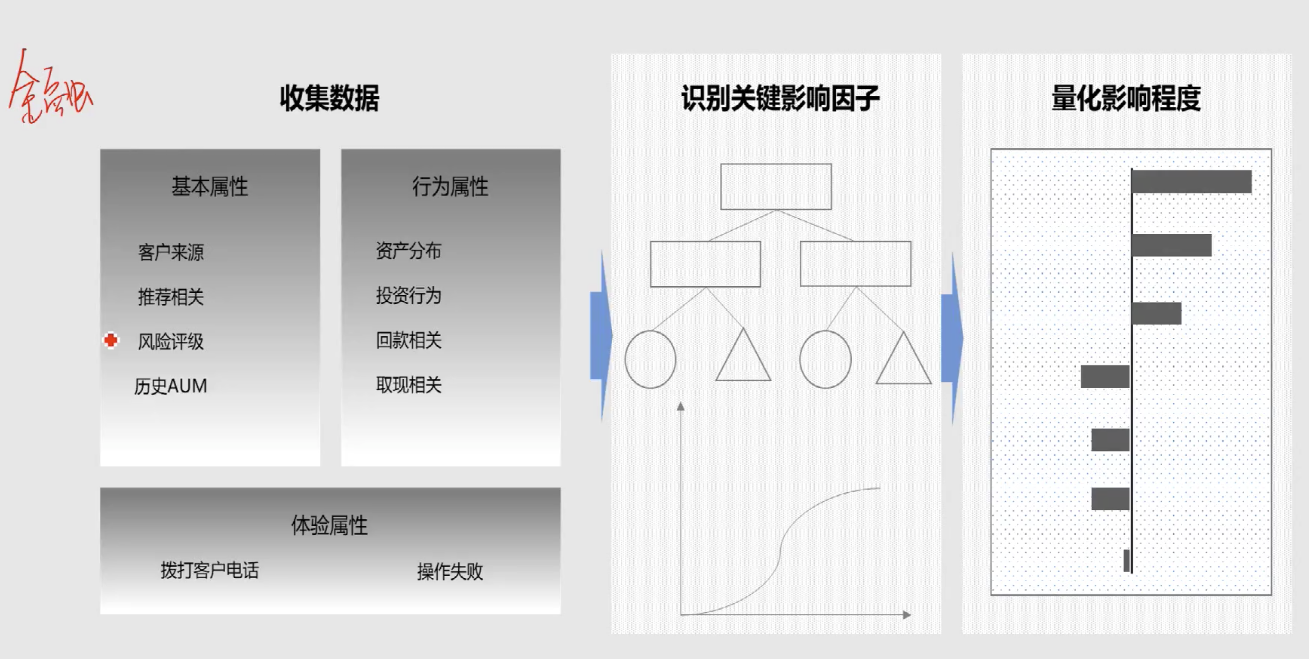 金融
收集数据
识别关键影响因子
量化影响程度
基本属性
客户来源
推荐相关
风险评级
历史AUM
行为属性
资产分布
投资行为
回款相关
取现相关
体验属性
拨打客户电话
操作失败